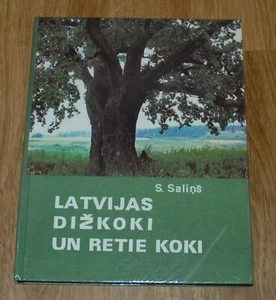 S. Saliņš
LATVIJAS
DIŽKOKI
UN RETIE KOKI